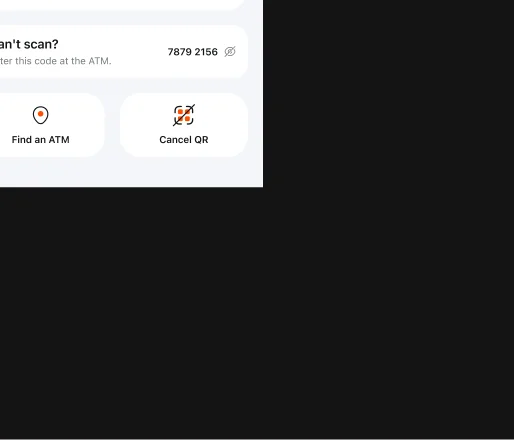 an't scan?
ter this code at the ATM.
7879 2156
Find an ATM
Cancel QR